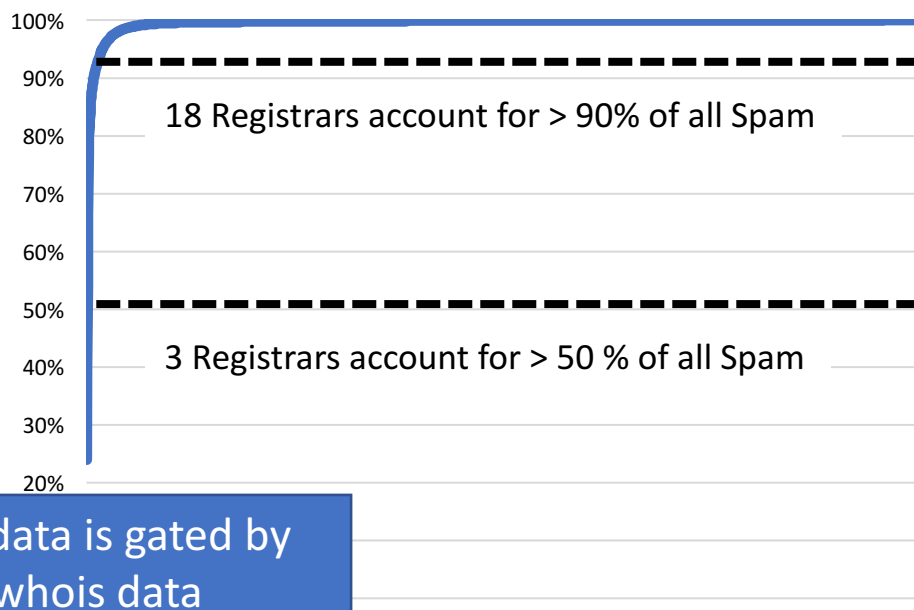 100%
90%
18 Registrars account for > 90% of all Spam
80%
70%
60%
50%
3 Registrars account for > 50 % of all Spam
40%
30%
20%
data is gated by
whois data